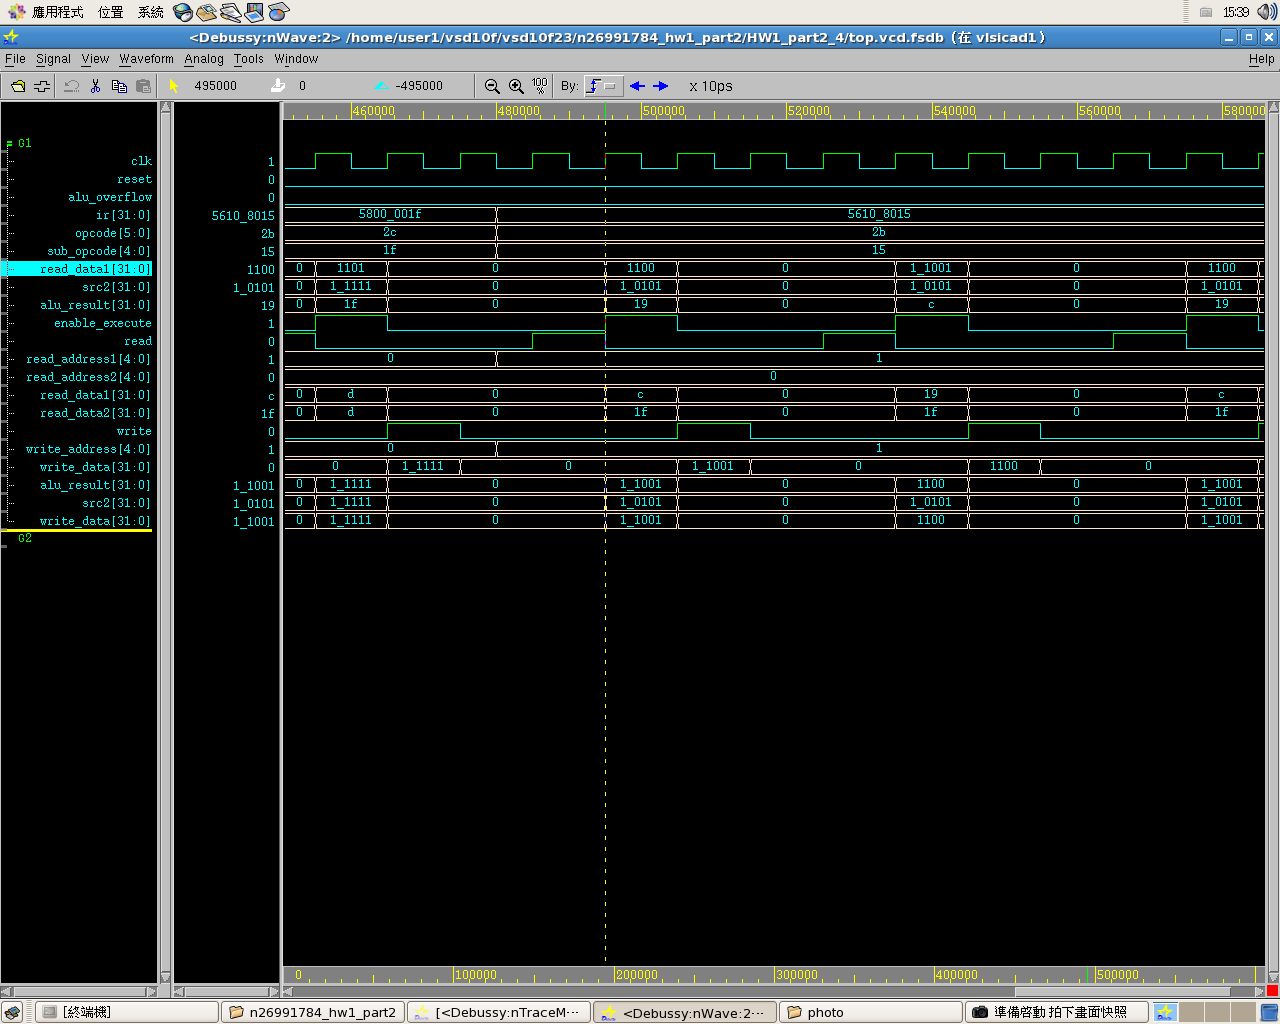 應用程式 位置 系統 15:39
<Debussy:nWave:2> /home/user1/vsd10f/vsd10f23/n26991784_hw1_part2/HW1_part2_4/top.vcd.fsdb (在 vlsicad1)
File Signal View Waveform Analog Tools Window Help
495000 0 -495000 100 % By: x 10ps
460000 480000 500000 520000 540000 560000 580000
G1
clk 1
reset 0
alu_overflow 0
ir[31:0] 5610_8015 5800_001f 5610_8015
opcode[5:0] 2b 2c 2b
sub_opcode[4:0] 15 1f 15
read_data1[31:0] 1100 0 1101 0 1100 0 1_1001 0 1100
src2[31:0] 1_0101 0 1_1111 0 1_0101 0 1_0101 0 1_0101
alu_result[31:0] 19 0 1f 0 19 0 c 0 19
enable_execute 1
read 0
read_address1[4:0] 1 0 1
read_address2[4:0] 0 0
read_data1[31:0] c 0 d 0 c 0 19 0 c
read_data2[31:0] 1f 0 d 0 1f 0 1f 0 1f
write 0
write_address[4:0] 1 0 1
write_data[31:0] 0 0 1_1111 0 1_1001 0 1100 0
alu_result[31:0] 1_1001 0 1_1111 0 1_1001 0 1100 0 1_1001
src2[31:0] 1_0101 0 1_1111 0 1_0101 0 1_0101 0 1_0101
write_data[31:0] 1_1001 0 1_1111 0 1_1001 0 1100 0 1_1001
G2
0 100000 200000 300000 400000 500000
[終端機] n26991784_hw1_part2 [<Debussy:nTraceM··· <Debussy:nWave:2··· photo 準備啓動 拍下畫面快照